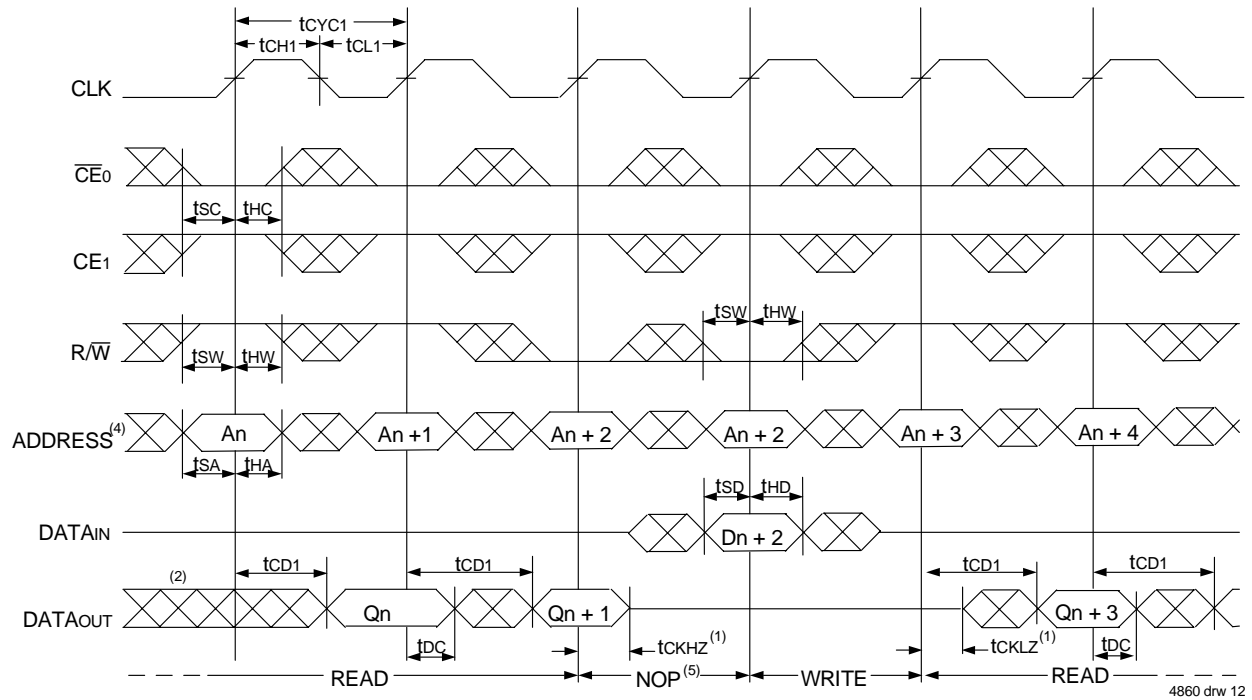 tCYC1
tCH1 tCL1
CLK
CE0
tSC tHC
CE1
tSW tHW
R/W
tSW tHW
ADDRESS(4) An An +1 An + 2 An + 2 An + 3 An + 4
tSA tHA
tSD tHD
DATAIN Dn + 2
tCD1 tCD1 tCD1 tCD1
(2)
DATAOUT Qn Qn + 1 Qn + 3
tDC tCKHZ(1) tCKLZ(1) tDC
READ NOP(5) WRITE READ
4860 drw 12